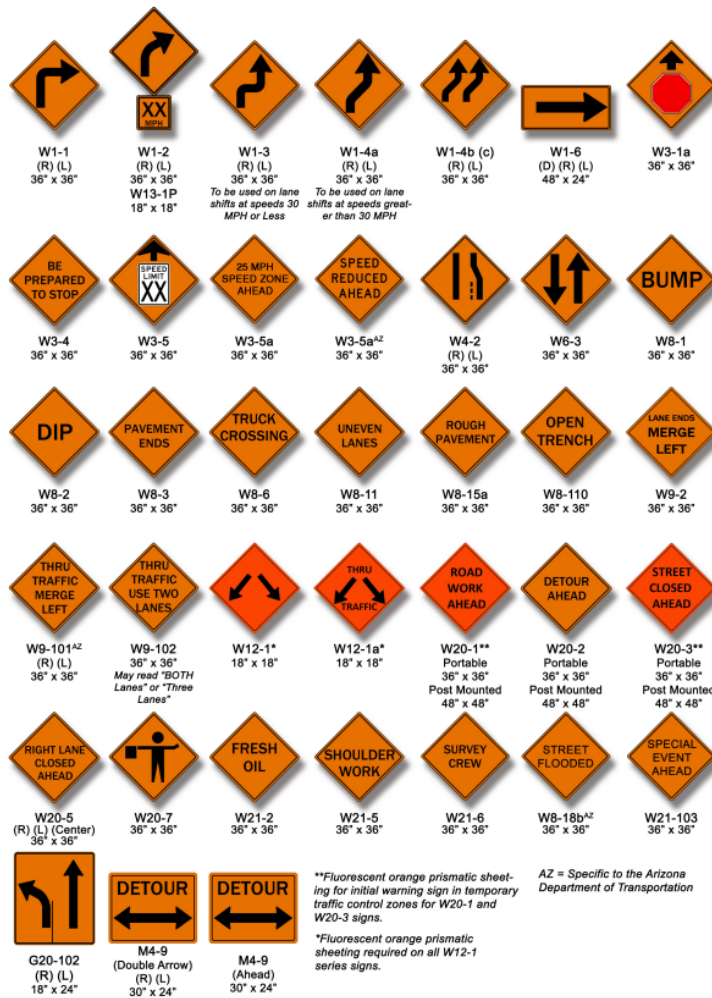 XX
MPH
W1-1
(R) (L)
36" x 36"
W1-2
(R) (L)
36" x 36"
W13-1P
18" x 18"
W1-3
(R) (L)
36" x 36"
To be used on lane
shifts at speeds 30
MPH or Less
W1-4a
(R) (L)
36" x 36"
To be used on lane
shifts at speeds great-
er than 30 MPH
W1-4b (c)
(R) (L)
36" x 36"
W1-6
(D) (R) (L)
48" x 24"
W3-1a
36" x 36"
BE
PREPARED
TO STOP
W3-4
36" x 36"
SPEED
LIMIT
XX
W3-5
36" x 36"
25 MPH
SPEED ZONE
AHEAD
W3-5a
36" x 36"
SPEED
REDUCED
AHEAD
W3-5aAZ
36" x 36"
W4-2
(R) (L)
36" x 36"
W6-3
36" x 36"
BUMP
W8-1
36" x 36"
DIP
W8-2
36" x 36"
PAVEMENT
ENDS
W8-3
36" x 36"
TRUCK
CROSSING
W8-6
36" x 36"
UNEVEN
LANES
W8-11
36" x 36"
ROUGH
PAVEMENT
W8-15a
36" x 36"
OPEN
TRENCH
W8-110
36" x 36"
LANE ENDS
MERGE
LEFT
W9-2
36" x 36"
THRU
TRAFFIC
MERGE
LEFT
W9-101AZ
(R) (L)
36" x 36"
THRU
TRAFFIC
USE TWO
LANES
W9-102
36" x 36"
May read "BOTH
Lanes" or "Three
Lanes"
W12-1*
18" x 18"
THRU
TRAFFIC
W12-1a*
18" x 18"
ROAD
WORK
AHEAD
W20-1**
Portable
36" x 36"
Post Mounted
48" x 48"
DETOUR
AHEAD
W20-2
Portable
36" x 36"
Post Mounted
48" x 48"
STREET
CLOSED
AHEAD
W20-3**
Portable
36" x 36"
Post Mounted
48" x 48"
RIGHT LANE
CLOSED
AHEAD
W20-5
(R) (L) (Center)
36" x 36"
W20-7
36" x 36"
FRESH
OIL
W21-2
36" x 36"
SHOULDER
WORK
W21-5
36" x 36"
SURVEY
CREW
W21-6
36" x 36"
STREET
FLOODED
W8-18bAZ
36" x 36"
SPECIAL
EVENT
AHEAD
W21-103
36" x 36"
G20-102
(R) (L)
18" x 24"
DETOUR
M4-9
(Double Arrow)
(R) (L)
30" x 24"
DETOUR
M4-9
(Ahead)
30" x 24"
**Fluorescent orange prismatic sheet-
ing for initial warning sign in temporary
traffic control zones for W20-1 and
W20-3 signs.
*Fluorescent orange prismatic
sheeting required on all W12-1
series signs.
AZ = Specific to the Arizona
Department of Transportation